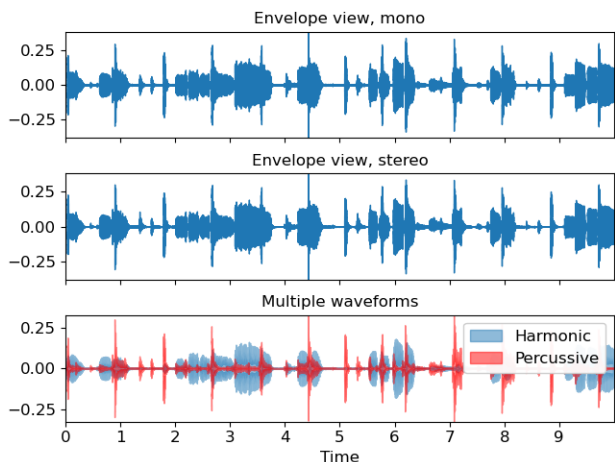 Envelope view, mono
0.25
0.00
−0.25
Envelope view, stereo
0.25
0.00
−0.25
Multiple waveforms
0.25
0.00
−0.25
Harmonic
Percussive
0 1 2 3 4 5 6 7 8 9
Time